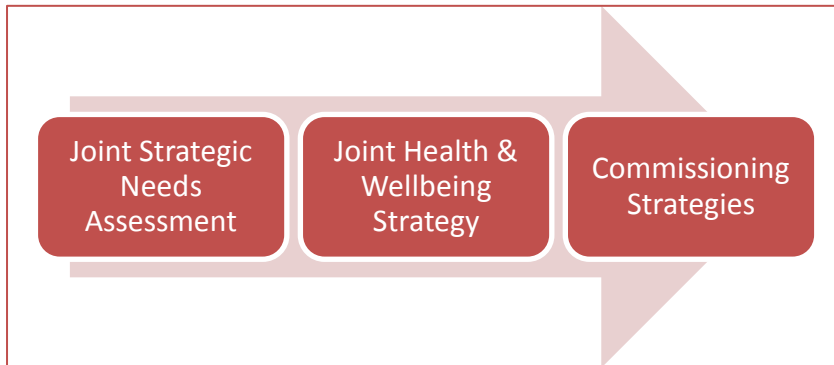 Joint Strategic
Needs
Assessment
Joint Health &
Wellbeing
Strategy
Commissioning
Strategies